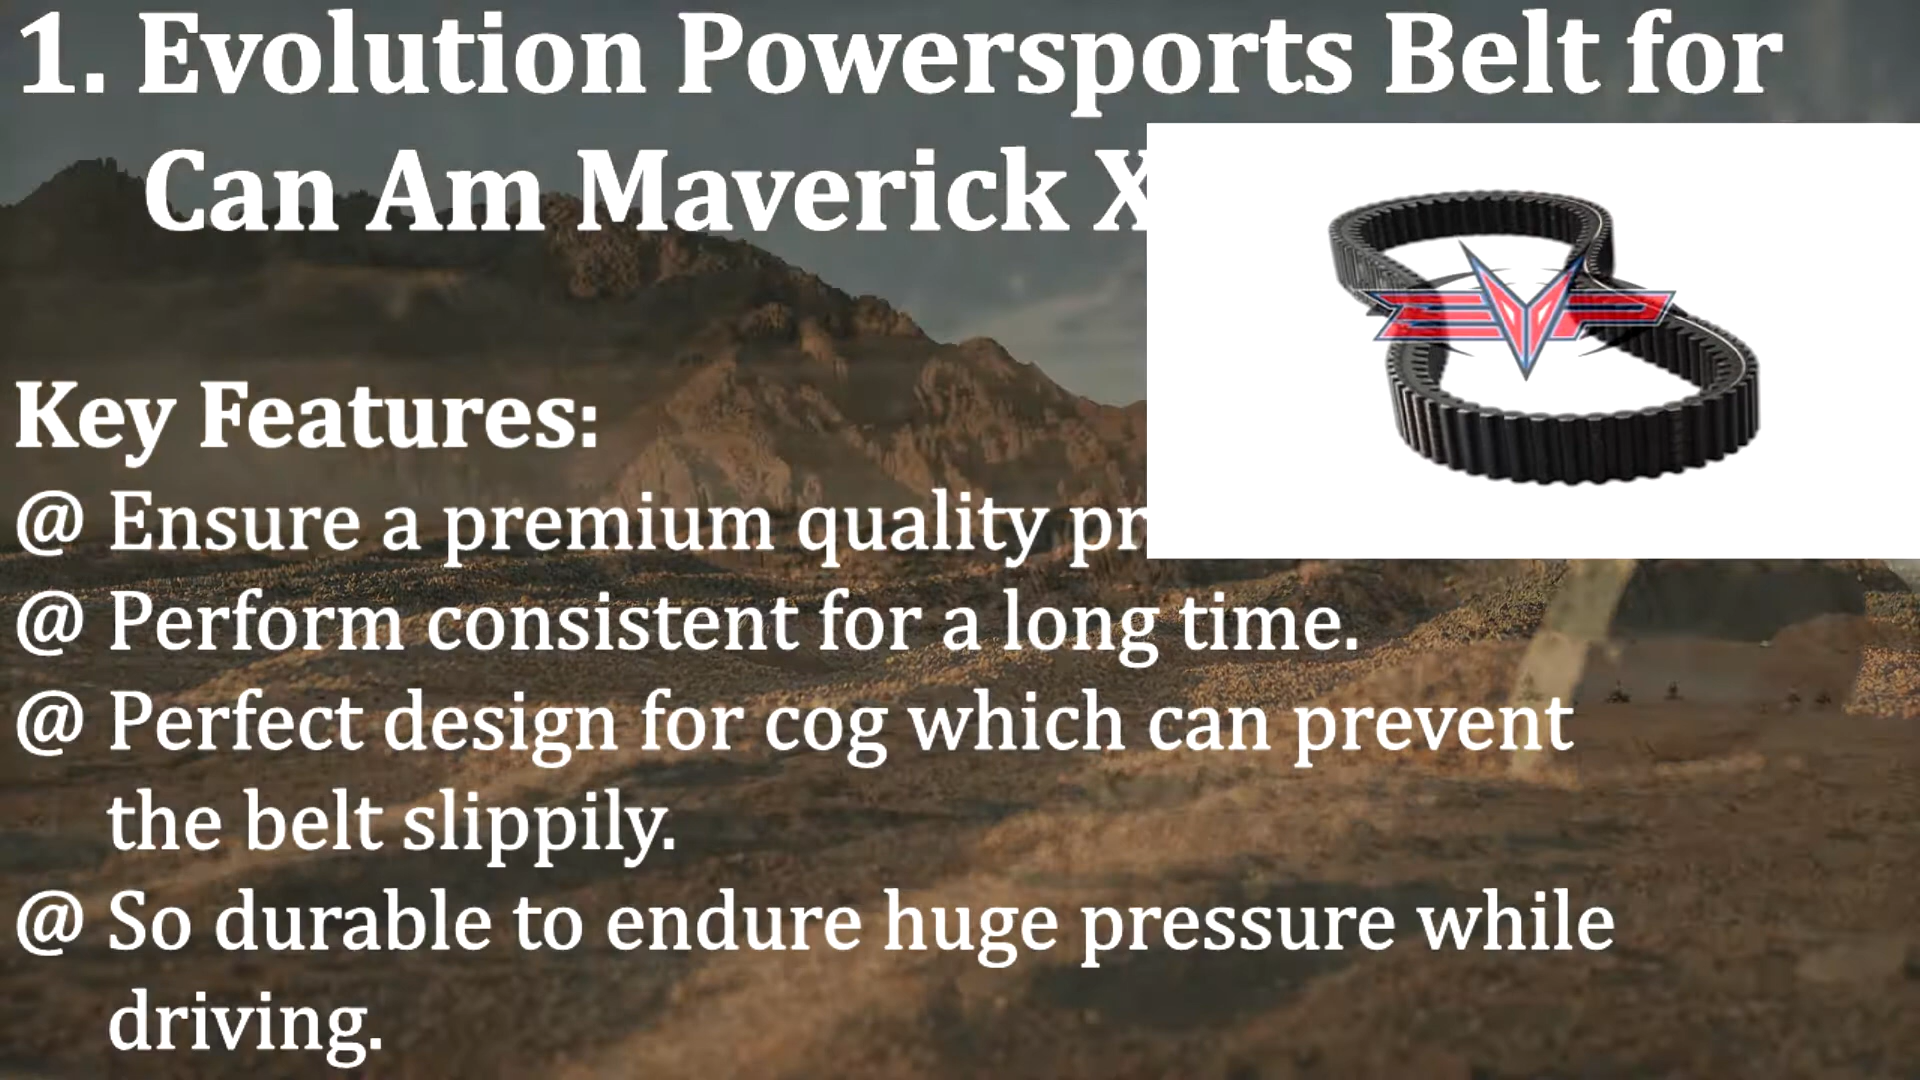 1. Evolution Powersports Belt for
Can Am Maverick X
Key Features:
@ Ensure a premium quality
@ Perform consistent for a long time.
@ Perfect design for cog which can prevent
the belt slippily.
@ So durable to endure huge pressure while
driving.